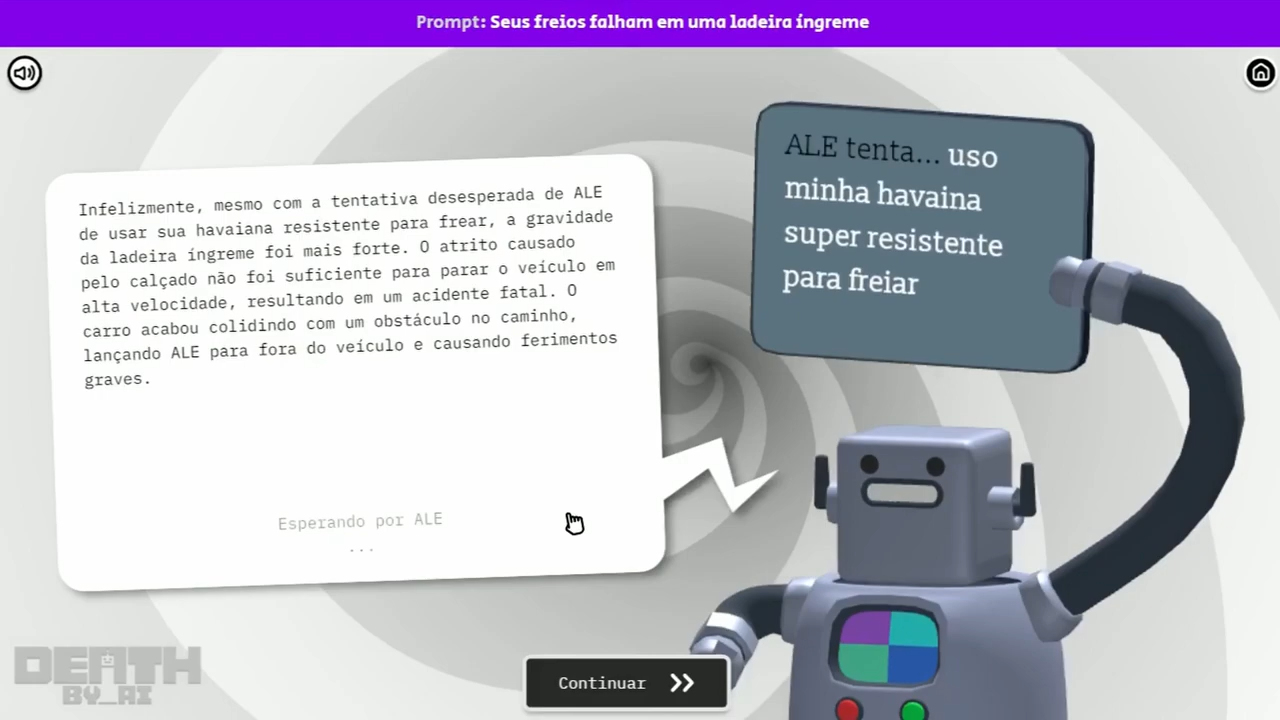 Prompt: Seus freios falham em uma ladeira íngreme
ALE tenta... uso
minha havaina
super resistente
para freiar
Infelizmente, mesmo com a tentativa desesperada de ALE
de usar sua havaiana resistente para frear, a gravidade
da ladeira íngreme foi mais forte. O atrito causado
pelo calçado não foi suficiente para parar o veículo em
alta velocidade, resultando em um acidente fatal. O
carro acabou colidindo com um obstáculo no caminho,
lançando ALE para fora do veículo e causando ferimentos
graves.
Esperando por ALE
...
Continuar
DEATH
BY_AI